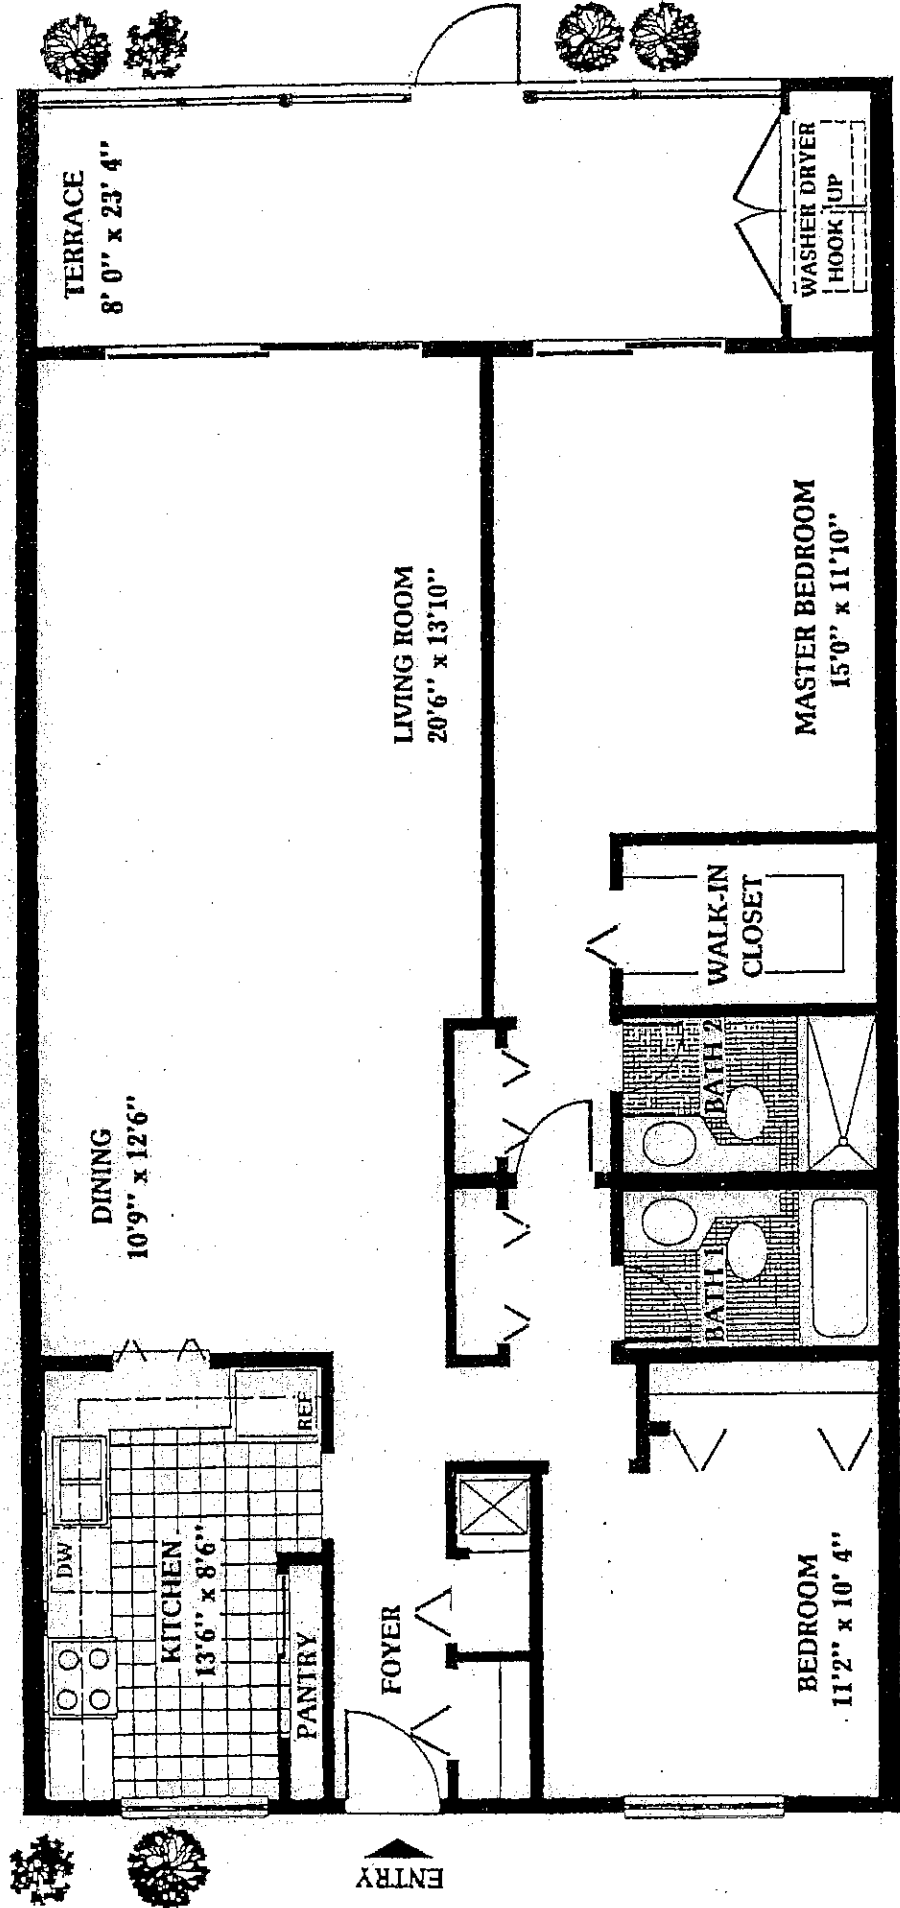 TERRACE
8' 0" x 23' 4"
WASHER DRYER
HOOK UP
LIVING ROOM
20'6" x 13'10"
MASTER BEDROOM
15'0" x 11'10"
WALK-IN
CLOSET
DINING
10'9" x 12'6"
BATH 2
BATH 1
REF
DW
KITCHEN
13'6" x 8'6"
PANTRY
FOYER
BEDROOM
11'2" x 10' 4"
ENTRY